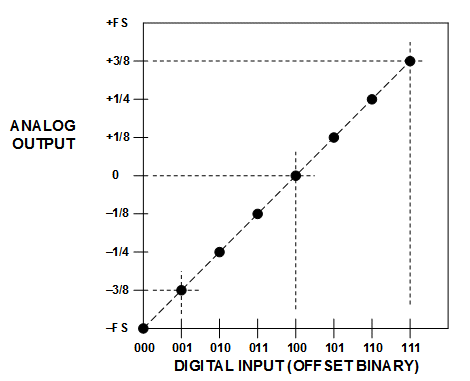 +FS
+3/8
+1/4
ANALOG
OUTPUT
+1/8
0
–1/8
–1/4
–3/8
–FS
000 001 010 011 100 101 110 111
DIGITAL INPUT (OFFSET BINARY)